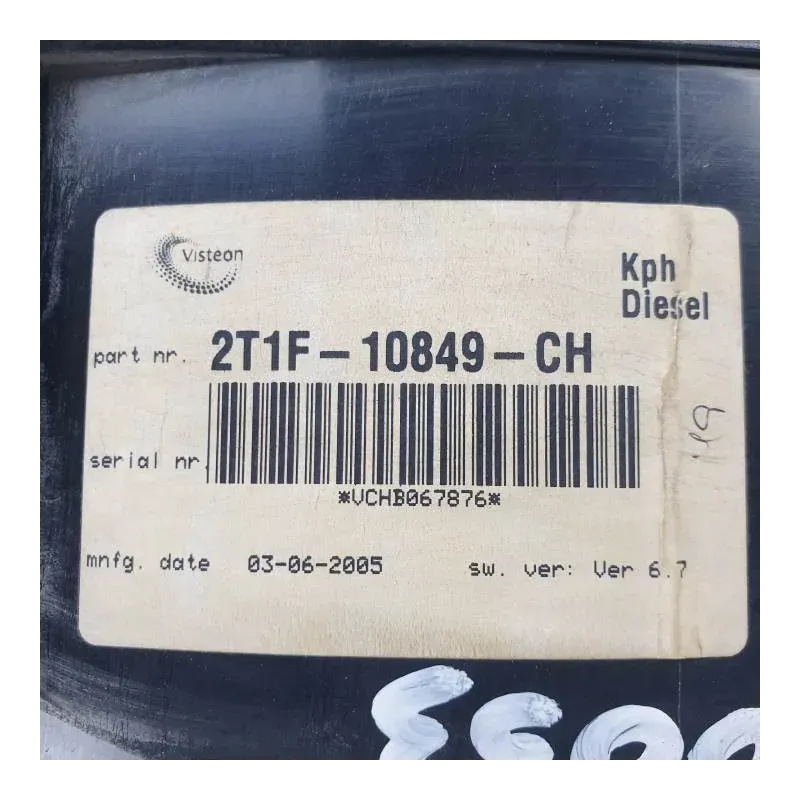 Visteon
Kph
Diesel
part nr. 2T1F-10849-CH
serial nr.
*VCHB067876*
mnfg. date 03-06-2005 sw. ver: Ver 6.7